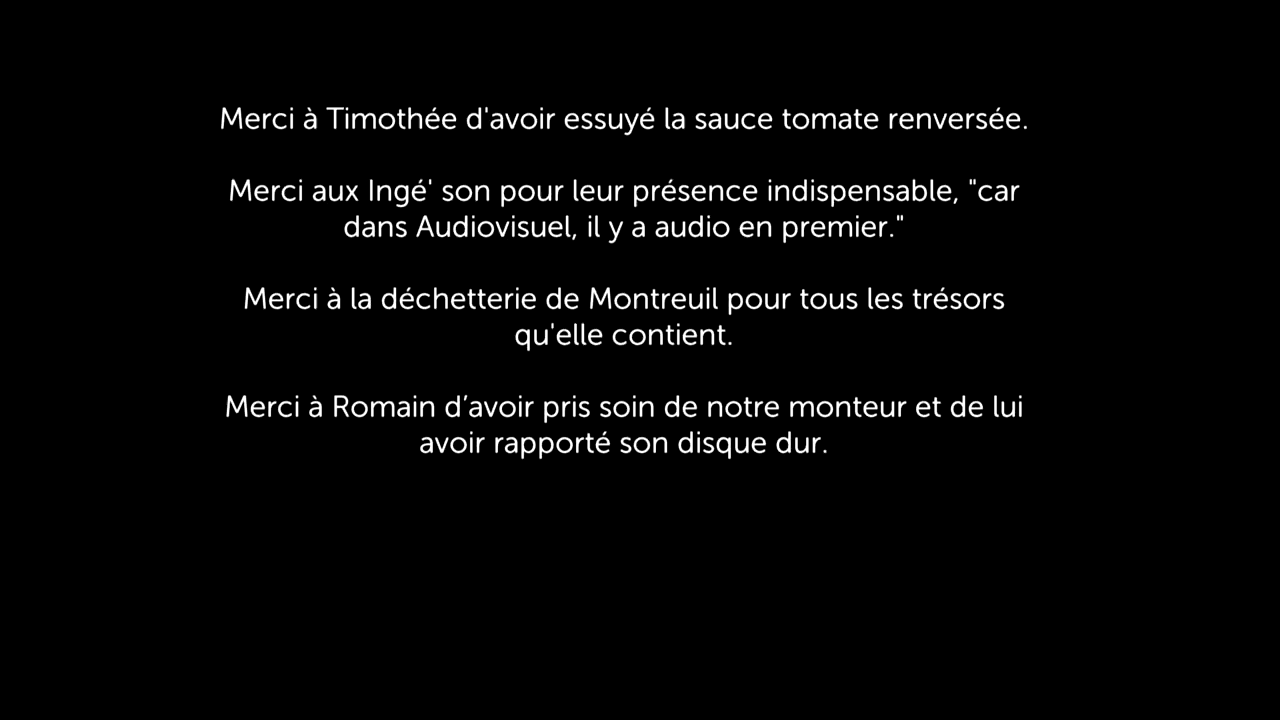 Merci à Timothée d'avoir essuyé la sauce tomate renversée.
Merci aux Ingé' son pour leur présence indispensable, "car
dans Audiovisuel, il y a audio en premier."
Merci à la déchetterie de Montreuil pour tous les trésors
qu'elle contient.
Merci à Romain d’avoir pris soin de notre monteur et de lui
avoir rapporté son disque dur.